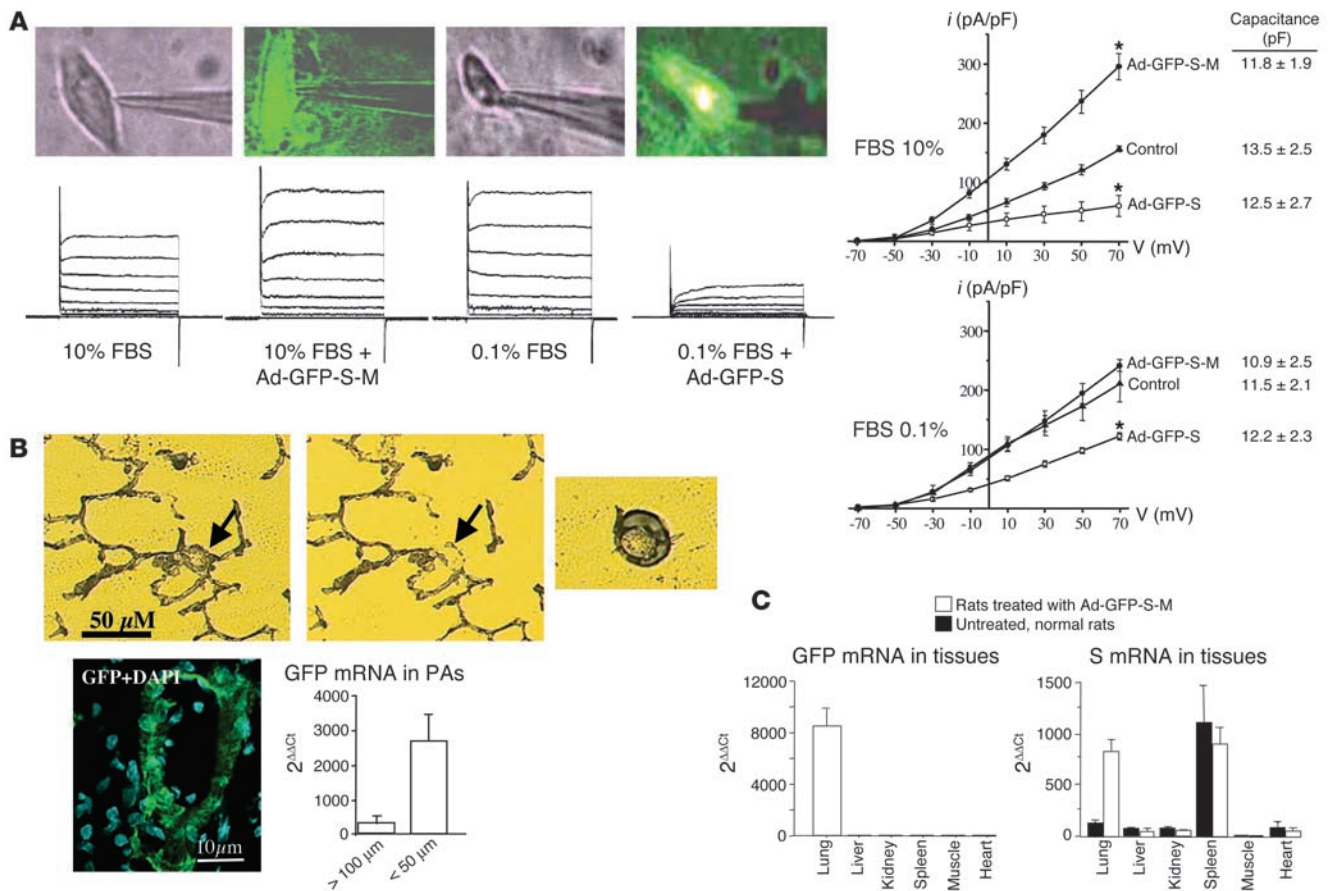 A
10% FBS
10% FBS +
Ad-GFP-S-M
0.1% FBS
0.1% FBS +
Ad-GFP-S
i (pA/pF)
Capacitance
(pF)
300
200
100
FBS 10%
Ad-GFP-S-M 11.8 ± 1.9
*
Control 13.5 ± 2.5
*
Ad-GFP-S 12.5 ± 2.7
V (mV)
-70 -50 -30 -10 10 30 50 70
i (pA/pF)
300
200
100
FBS 0.1%
Ad-GFP-S-M 10.9 ± 2.5
Control 11.5 ± 2.1
*
Ad-GFP-S 12.2 ± 2.3
V (mV)
-70 -50 -30 -10 10 30 50 70
B
50 µM
GFP+DAPI
10µm
GFP mRNA in PAs
2ΔΔCt
4000
3000
2000
1000
0
> 100 µm
< 50 µm
C
Rats treated with Ad-GFP-S-M
Untreated, normal rats
GFP mRNA in tissues
2ΔΔCt
12000
8000
4000
0
Lung
Liver
Kidney
Spleen
Muscle
Heart
S mRNA in tissues
2ΔΔCt
1500
1000
500
0
Lung
Liver
Kidney
Spleen
Muscle
Heart